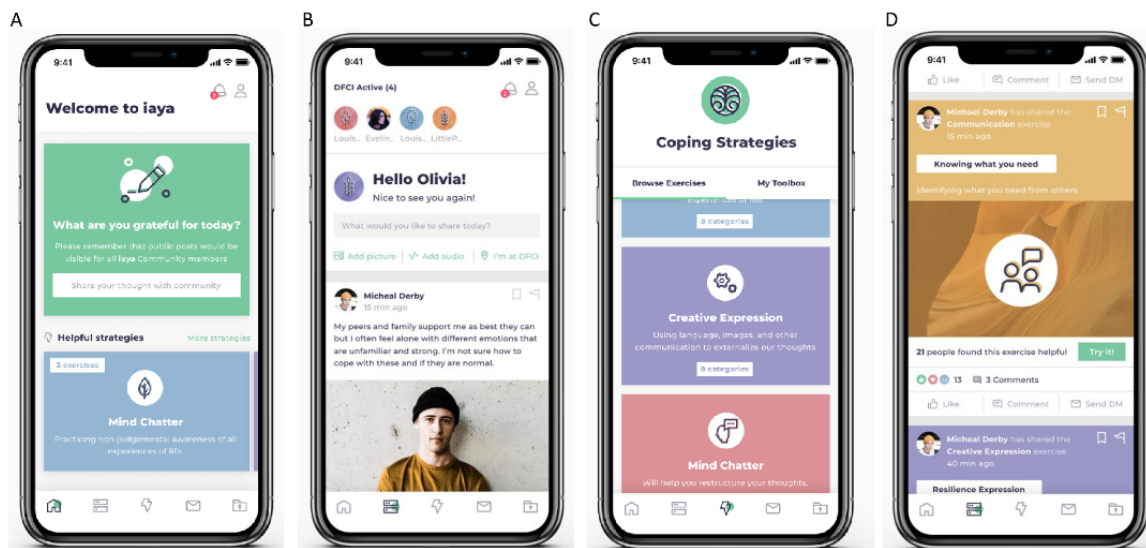 A
9:41
Welcome to iaya
What are you grateful for today?
Please remember that public posts would be
visible for all iaya Community members
Share your thought with community
Helpful strategies
More strategies
3 exercises
Mind Chatter
Practicing non-judgemental awareness of all
experiences of life.
B
9:41
DFCI Active (4)
Louis..
Evelin..
Louis..
LittleP..
Hello Olivia!
Nice to see you again!
What would you like to share today?
Add picture
Add audio
I'm at DFCI
Micheal Derby
15 min ago
My peers and family support me as best they can
but I often feel alone with different emotions that
are unfamiliar and strong. I'm not sure how to
cope with these and if they are normal.
C
9:41
Coping Strategies
Browse Exercises
My Toolbox
8 categories
Creative Expression
Using language, images, and other
communication to externalize our thoughts
8 categories
Mind Chatter
Will help you restructure your thoughts.
D
9:41
Like
Comment
Send DM
Michael Derby has shared the
Communication exercise
15 min ago
Knowing what you need
Identifying what you need from others
21 people found this exercise helpful
Try it!
13
3 Comments
Like
Comment
Send DM
Micheal Derby has shared the
Creative Expression exercise
40 min ago
Resilience Expression